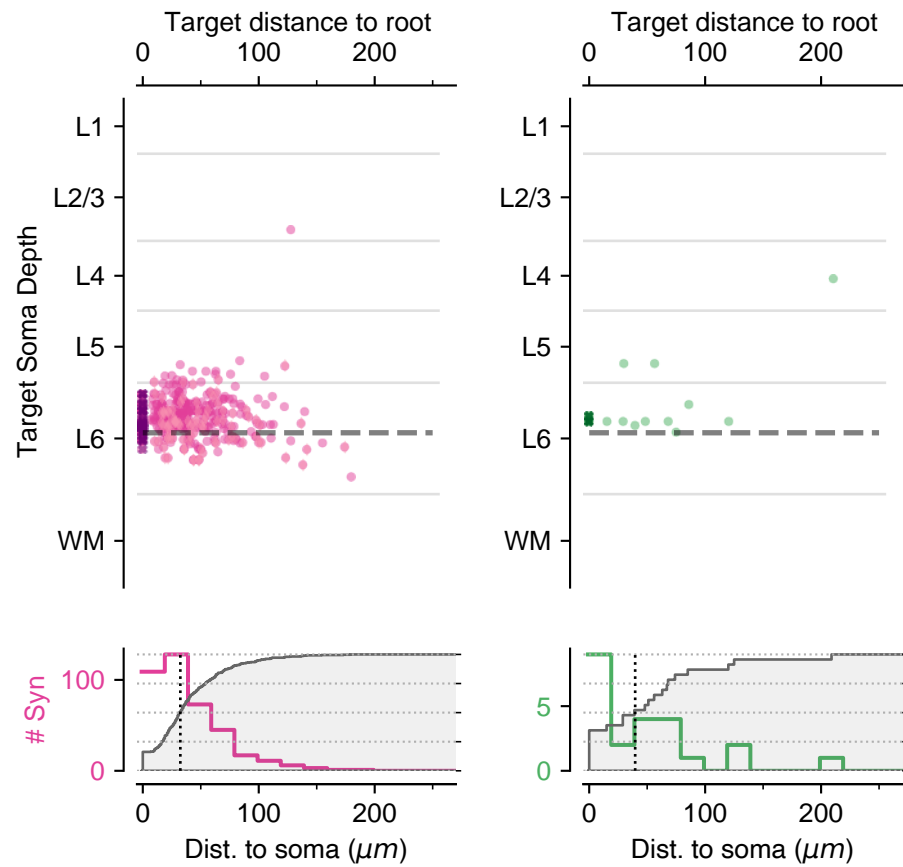 Target distance to root
Target distance to root
0 100 200
0 100 200
Target Soma Depth
L1
L2/3
L4
L5
L6
WM
L1
L2/3
L4
L5
L6
WM
# Syn
100
0
5
0
0 100 200
0 100 200
Dist. to soma (μm)
Dist. to soma (μm)